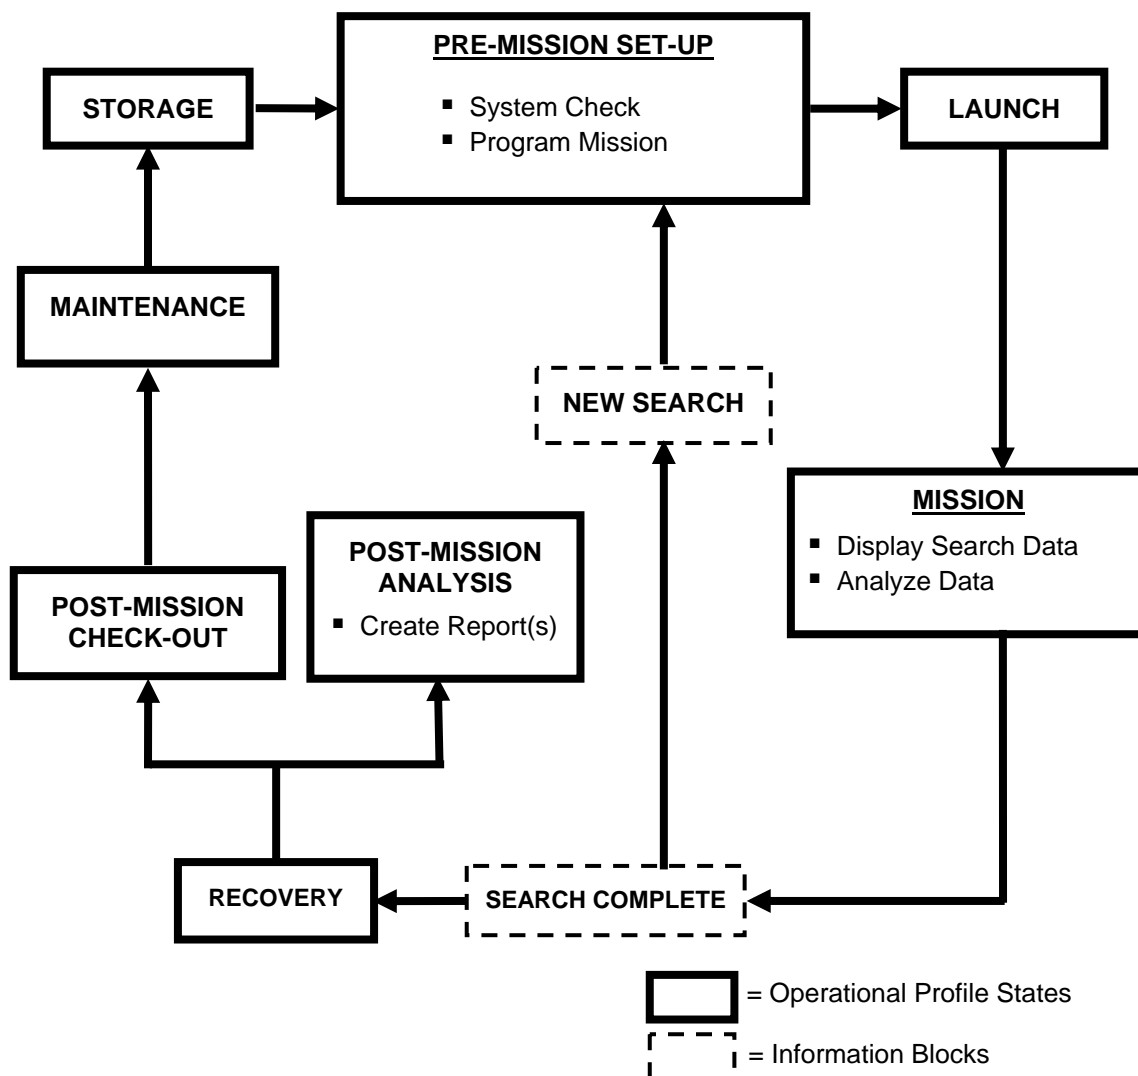 PRE-MISSION SET-UP
▪ System Check
▪ Program Mission
STORAGE
LAUNCH
MAINTENANCE
NEW SEARCH
MISSION
▪ Display Search Data
▪ Analyze Data
POST-MISSION
ANALYSIS
▪ Create Report(s)
POST-MISSION
CHECK-OUT
RECOVERY
SEARCH COMPLETE
= Operational Profile States
= Information Blocks